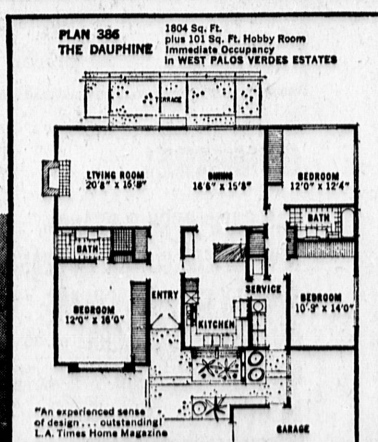 PLAN 386
THE DAUPHINE
1804 Sq. Ft.
plus 101 Sq. Ft. Hobby Room
Immediate Occupancy
in WEST PALOS VERDES ESTATES
TERRACE
LIVING ROOM
20'8" x 15'8"
DINING
16'6" x 15'8"
BEDROOM
12'0" x 12'4"
BATH
BATH
BEDROOM
12'0" x 16'0"
ENTRY
KITCHEN
SERVICE
BEDROOM
10'-9" x 14'0"
GARAGE
"An experienced sense
of design . . . outstanding!
L.A. Times Home Magazine